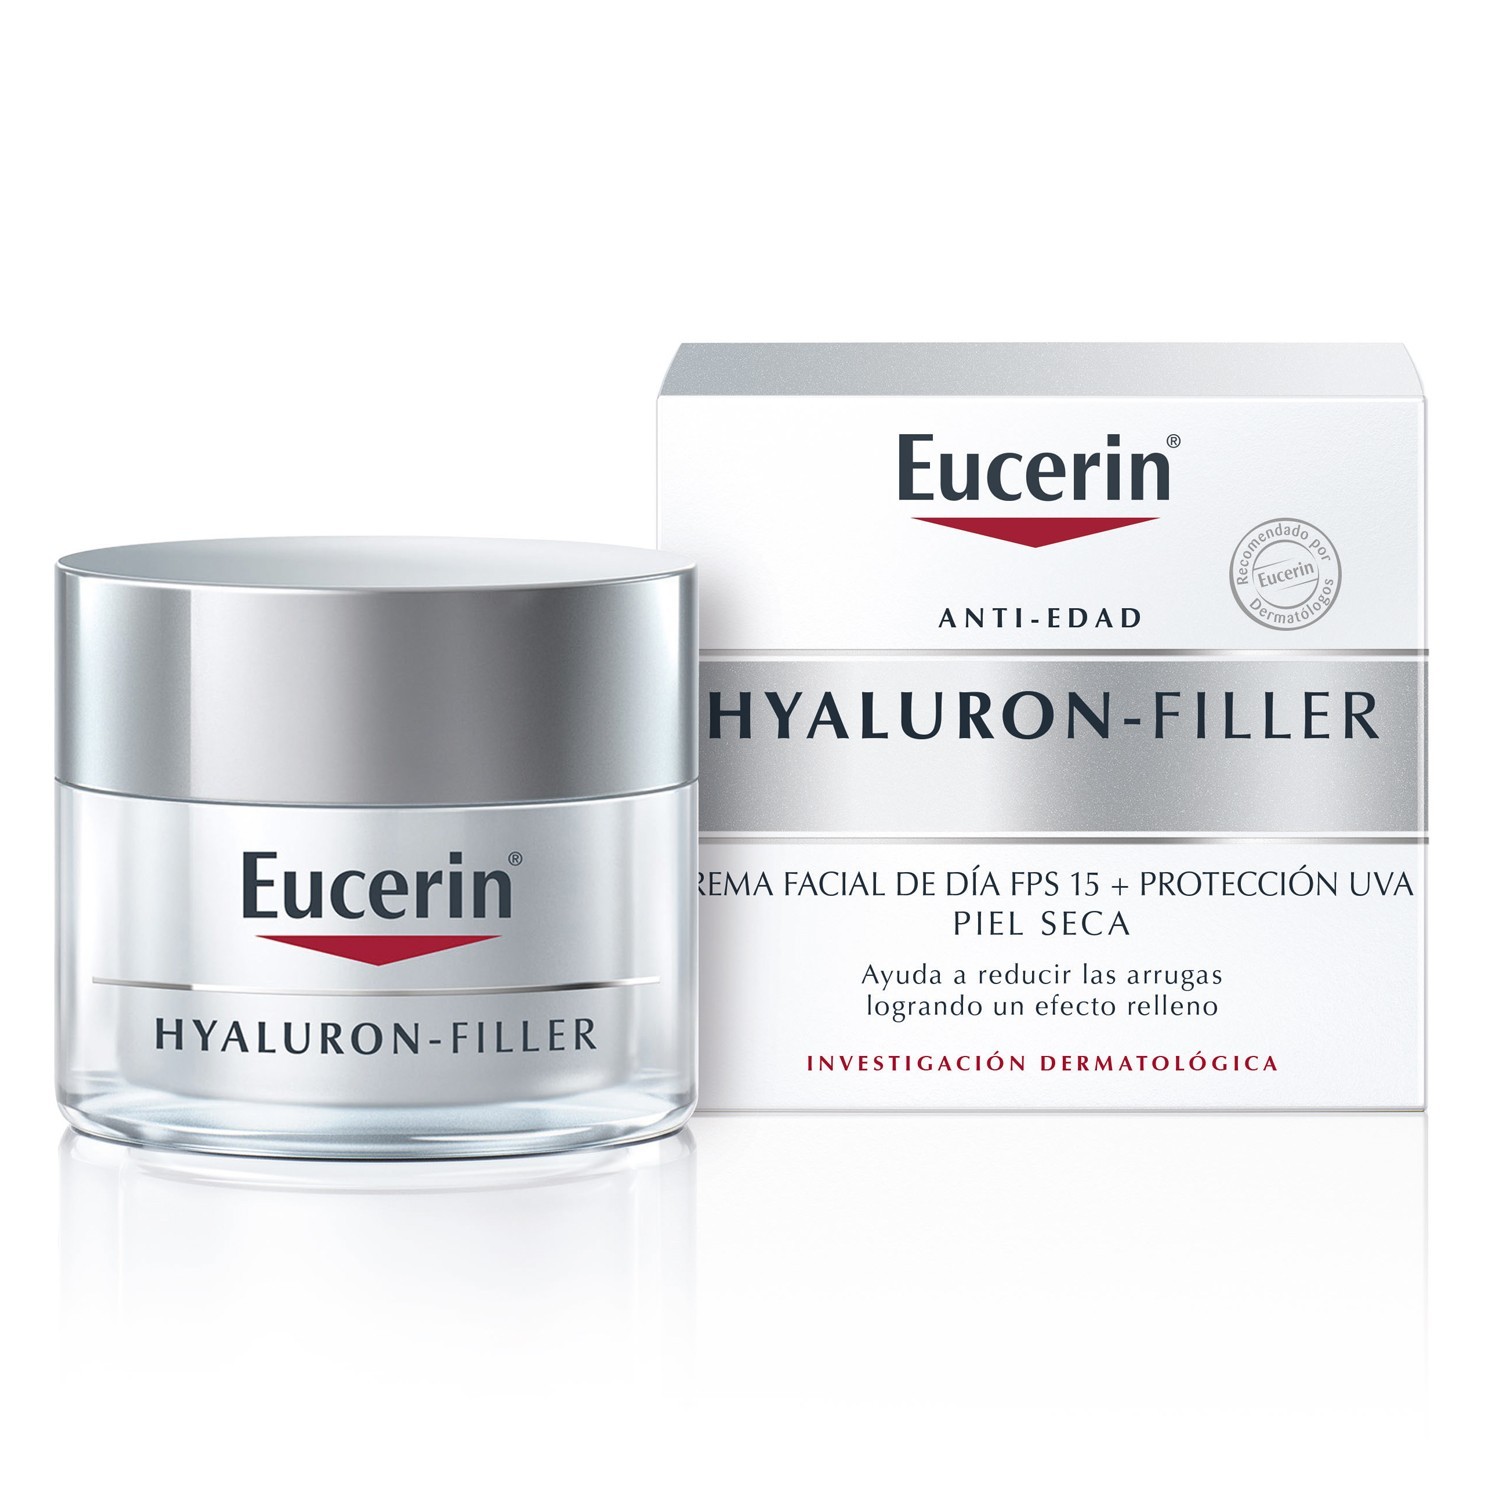 Eucerin®
HYALURON-FILLER
Eucerin®
Recomendado por
Eucerin
Dermatólogos
ANTI-EDAD
HYALURON-FILLER
REMA FACIAL DE DÍA FPS 15 + PROTECCIÓN UVA
PIEL SECA
Ayuda a reducir las arrugas
logrando un efecto relleno
INVESTIGACIÓN DERMATOLÓGICA